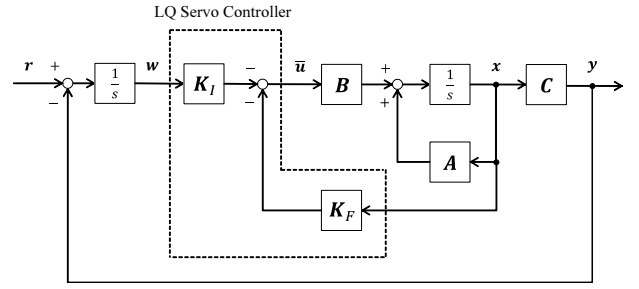 LQ Servo Controller
r + − 1/s w K_I − − u̅ B + + 1/s x C y
A
K_F